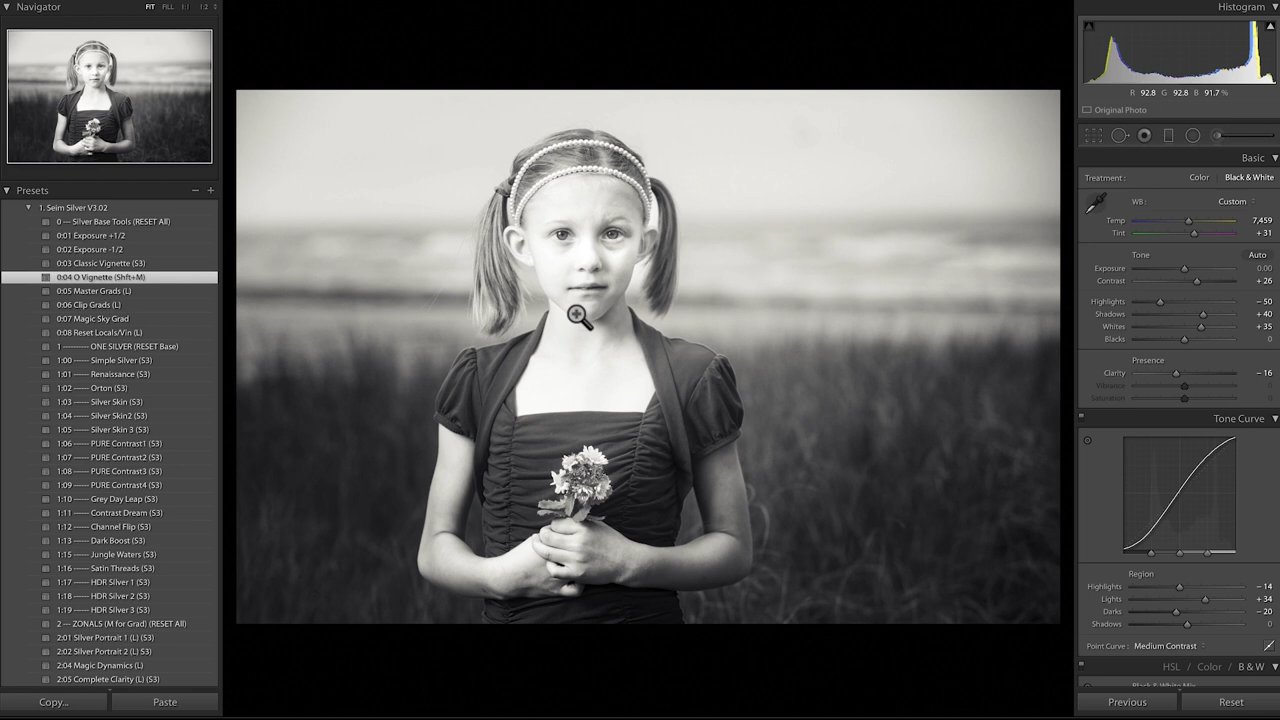 Navigator
FIT FILL 1:1 1:2
Presets
1. Seim Silver V3.02
0 — Silver Base Tools (RESET All)
0:01 Exposure +1/2
0:02 Exposure -1/2
0:03 Classic Vignette (S3)
0:04 O Vignette (Shft+M)
0:05 Master Grads (L)
0:06 Clip Grads (L)
0:07 Magic Sky Grad
0:08 Reset Locals/Vin (L)
1 ---------- ONE SILVER (RESET Base)
1:00 ------ Simple Silver (S3)
1:01 ------ Renaissance (S3)
1:02 ------ Orton (S3)
1:03 ------ Silver Skin (S3)
1:04 ------ Silver Skin2 (S3)
1:05 ------ Silver Skin 3 (S3)
1:06 ------ PURE Contrast1 (S3)
1:07 ------ PURE Contrast2 (S3)
1:08 ------ PURE Contrast3 (S3)
1:09 ------ PURE Contrast4 (S3)
1:10 ------ Grey Day Leap (S3)
1:11 ------ Contrast Dream (S3)
1:12 ------ Channel Flip (S3)
1:13 ------ Dark Boost (S3)
1:15 ------ Jungle Waters (S3)
1:16 ------ Satin Threads (S3)
1:17 ------ HDR Silver 1 (S3)
1:18 ------ HDR Silver 2 (S3)
1:19 ------ HDR Silver 3 (S3)
2 — ZONALS (M for Grad) (RESET All)
2:01 Silver Portrait 1 (L) (S3)
2:02 Silver Portrait 2 (L) S3)
2:04 Magic Dynamics (L)
2:05 Complete Clarity (L) (S3)
Copy... Paste
Histogram
R 92.8 G 92.8 B 91.7 %
Original Photo
Basic
Treatment: Color Black & White
WB: Custom
Temp 7,459
Tint + 31
Tone Auto
Exposure 0.00
Contrast + 26
Highlights − 50
Shadows + 40
Whites + 35
Blacks 0
Presence
Clarity − 16
Vibrance 0
Saturation 0
Tone Curve
Region
Highlights − 14
Lights + 34
Darks − 20
Shadows 0
Point Curve: Medium Contrast
HSL / Color / B & W
Previous Reset